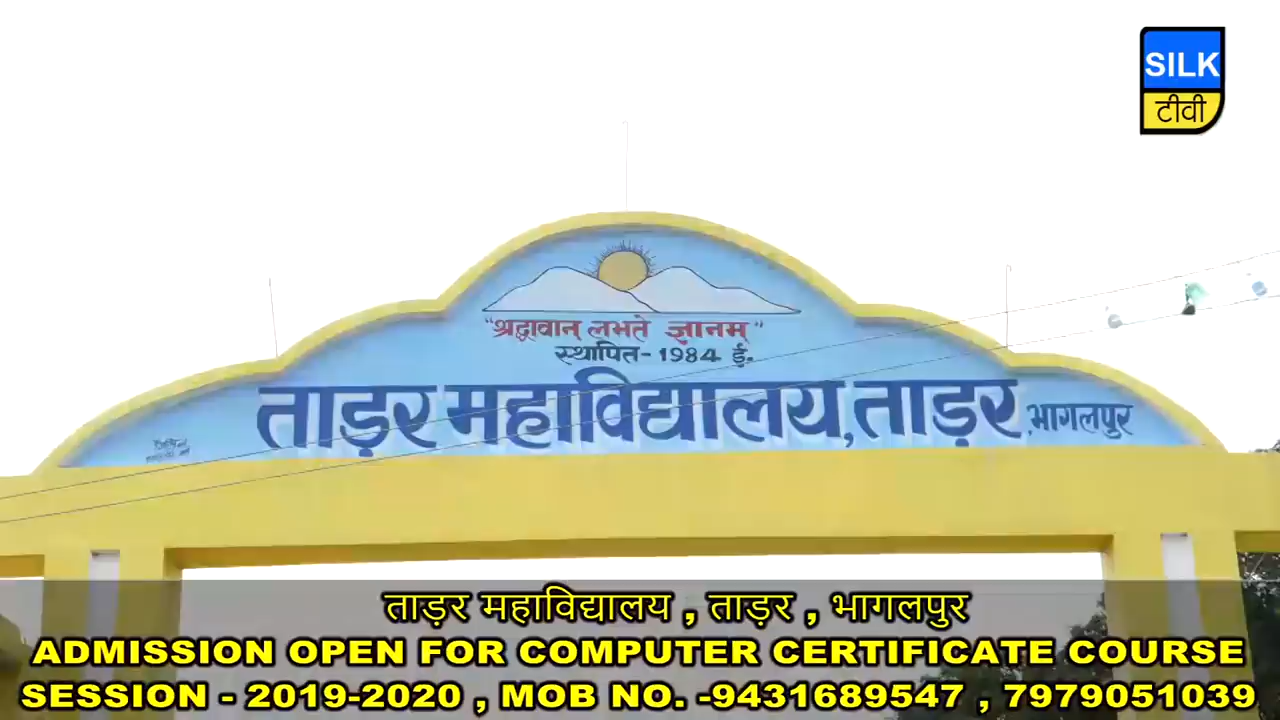 SILK
टीवी
"श्रद्धावान् लभते ज्ञानम्"
स्थापित- 1984 ई.
ताड़र महाविद्यालय, ताड़र, भागलपुर
ताड़र महाविद्यालय , ताड़र , भागलपुर
ADMISSION OPEN FOR COMPUTER CERTIFICATE COURSE
SESSION - 2019-2020 , MOB NO. -9431689547 , 7979051039